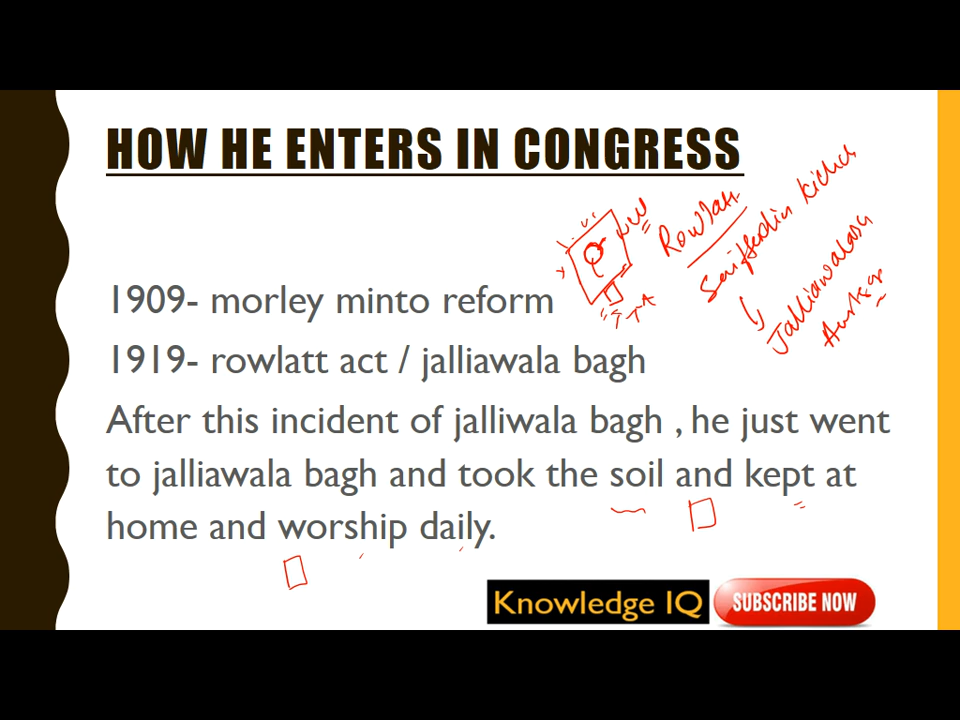 HOW HE ENTERS IN CONGRESS
Rowlatt
1909- morley minto reform
1919- rowlatt act / jalliawala bagh
After this incident of jalliwala bagh , he just went
to jalliawala bagh and took the soil and kept at
home and worship daily.
Knowledge IQ
SUBSCRIBE NOW